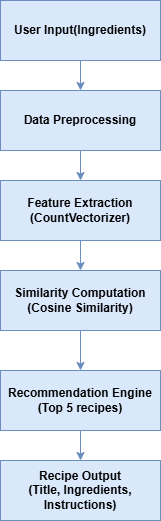 User Input(Ingredients)
Data Preprocessing
Feature Extraction
(CountVectorizer)
Similarity Computation
(Cosine Similarity)
Recommendation Engine
(Top 5 recipes)
Recipe Output
(Title, Ingredients,
Instructions)